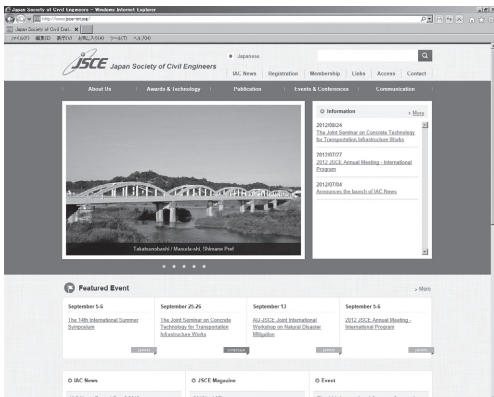 Japan Society of Civil Engineers - Windows Internet Explorer
Japan Society of Civil Engi...
JSCE Japan Society of Civil Engineers
Japanese
IAC News Registration Membership Links Access Contact
About Us Awards & Technology Publication Events & Conferences Communication
Takatsunobashi / Masuda-shi, Shimane Pref
Information
More
2012/08/24
The Joint Seminar on Concrete Technology
for Transportation Infrastructure Works
2012/07/27
2012 JSCE Annual Meeting - International
Program
2012/07/04
Announces the launch of IAC News
Featured Event
More
September 5-6
The 14th International Summer
Symposium
September 25-26
The Joint Seminar on Concrete
Technology for Transportation
Infrastructure Works
September 13
AIJ-JSCE Joint International
Workshop on Natural Disaster
Mitigation
September 5-6
2012 JSCE Annual Meeting -
International Program
IAC News
JSCE Magazine
Event